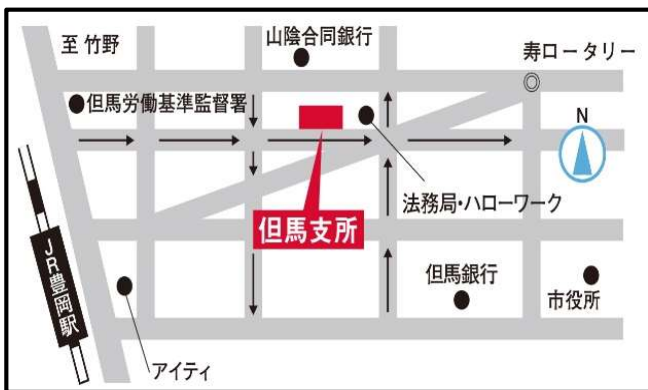 至 竹野
山陰合同銀行
寿ロータリー
但馬労働基準監督署
N
法務局・ハローワーク
但馬支所
JR豊岡駅
但馬銀行
市役所
アイティ